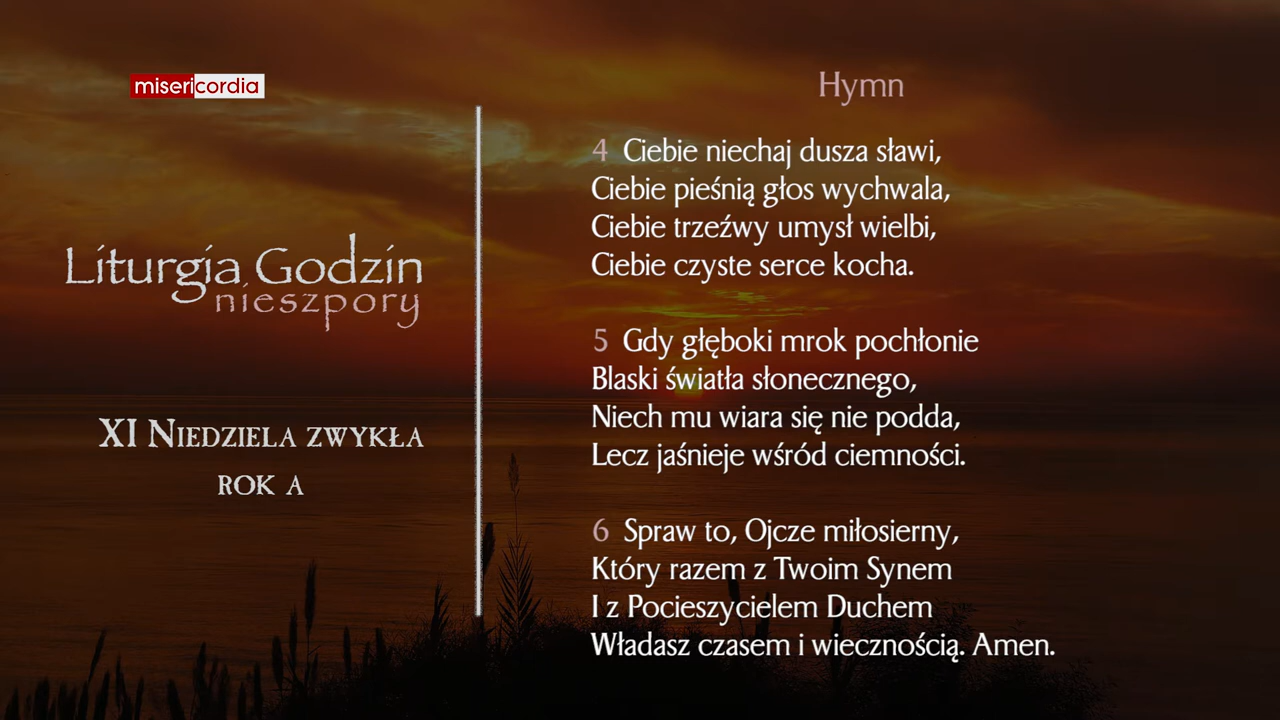 misericordia
Liturgia Godzin
nieszpory
XI Niedziela zwykła
rok A
Hymn
4 Ciebie niechaj dusza sławi,
Ciebie pieśnią głos wychwala,
Ciebie trzeźwy umysł wielbi,
Ciebie czyste serce kocha.
5 Gdy głęboki mrok pochłonie
Blaski światła słonecznego,
Niech mu wiara się nie podda,
Lecz jaśnieje wśród ciemności.
6 Spraw to, Ojcze miłosierny,
Który razem z Twoim Synem
I z Pocieszycielem Duchem
Władasz czasem i wiecznością. Amen.